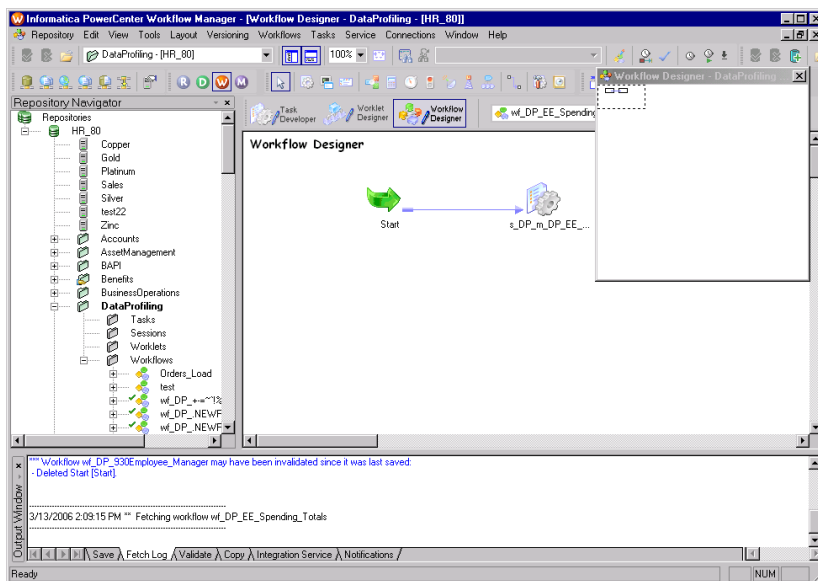 Informatica PowerCenter Workflow Manager - [Workflow Designer - DataProfiling - [HR_80]]
Repository Edit View Tools Layout Versioning Workflows Tasks Service Connections Window Help
DataProfiling - [HR_80]
100%
R D W M
Workflow Designer - DataProfiling
Repository Navigator
Repositories
HR_80
Copper
Gold
Platinum
Sales
Silver
test22
Zinc
Accounts
AssetManagement
BAPI
Benefits
BusinessOperations
DataProfiling
Tasks
Sessions
Worklets
Workflows
Orders_Load
test
wf_DP_+-=~'!%
wf_DP_.NEWF
wf_DP_.NEWF
Task Developer
Worklet Designer
Workflow Designer
wf_DP_EE_Spending
Workflow Designer
Start
s_DP_m_DP_EE_...
Output Window
*** Workflow wf_DP_930Employee_Manager may have been invalidated since it was last saved:
- Deleted Start [Start].
3/13/2006 2:09:15 PM ** Fetching workflow wf_DP_EE_Spending_Totals
Save Fetch Log Validate Copy Integration Service Notifications
Ready
NUM